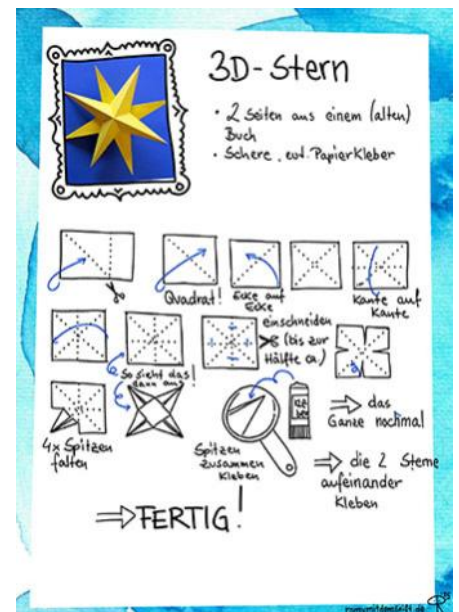 3D-Stern
• 2 Seiten aus einem (alten)
Buch
• Schere, evtl. Papierkleber
Quadrat!
Ecke auf
Ecke
Kante auf
Kante
So sieht das
dann aus!
einschneiden
(bis zur
Hälfte ca.)
4x Spitzen
falten
Spitzen
zusammen
kleben
⇒ das
Ganze nochmal
⇒ die 2 Sterne
aufeinander
kleben
⇒ FERTIG!